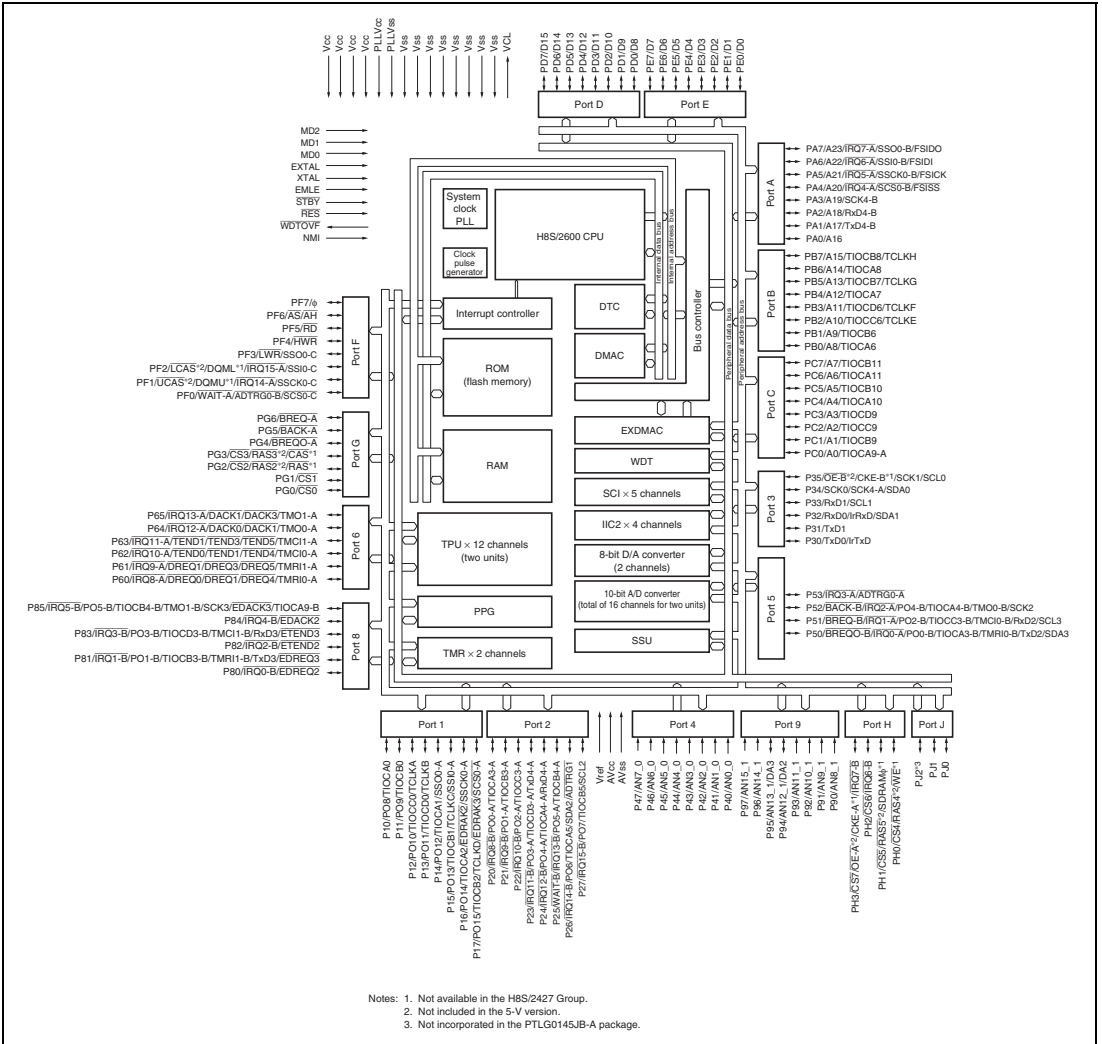 Vcc
Vcc
Vcc
Vcc
PLLVcc
PLLVss
Vss
Vss
Vss
Vss
Vss
Vss
Vss
Vss
VCL
PD7/D15
PD6/D14
PD5/D13
PD4/D12
PD3/D11
PD2/D10
PD1/D9
PD0/D8
PE7/D7
PE6/D6
PE5/D5
PE4/D4
PE3/D3
PE2/D2
PE1/D1
PE0/D0
Port D
Port E
MD2
MD1
MD0
EXTAL
XTAL
EMLE
STBY
RES
WDTOVF
NMI
System
clock
PLL
Clock
pulse
generator
H8S/2600 CPU
Interrupt controller
DTC
DMAC
Internal data bus
Internal address bus
Bus controller
Peripheral data bus
Peripheral address bus
ROM
(flash memory)
RAM
EXDMAC
WDT
SCI × 5 channels
IIC2 × 4 channels
8-bit D/A converter
(2 channels)
10-bit A/D converter
(total of 16 channels for two units)
SSU
TPU × 12 channels
(two units)
PPG
TMR × 2 channels
Port A
PA7/A23/IRQ7-A/SSO0-B/FSIDO
PA6/A22/IRQ6-A/SSI0-B/FSIDI
PA5/A21/IRQ5-A/SSCK0-B/FSICK
PA4/A20/IRQ4-A/SCS0-B/FSISS
PA3/A19/SCK4-B
PA2/A18/RxD4-B
PA1/A17/TxD4-B
PA0/A16
Port B
PB7/A15/TIOCB8/TCLKH
PB6/A14/TIOCA8
PB5/A13/TIOCB7/TCLKG
PB4/A12/TIOCA7
PB3/A11/TIOCD6/TCLKF
PB2/A10/TIOCC6/TCLKE
PB1/A9/TIOCB6
PB0/A8/TIOCA6
Port C
PC7/A7/TIOCB11
PC6/A6/TIOCA11
PC5/A5/TIOCB10
PC4/A4/TIOCA10
PC3/A3/TIOCD9
PC2/A2/TIOCC9
PC1/A1/TIOCB9
PC0/A0/TIOCA9-A
Port 3
P35/OE-B*2/CKE-B*1/SCK1/SCL0
P34/SCK0/SCK4-A/SDA0
P33/RxD1/SCL1
P32/RxD0/IrRxD/SDA1
P31/TxD1
P30/TxD0/IrTxD
Port 5
P53/IRQ3-A/ADTRG0-A
P52/BACK-B/IRQ2-A/PO4-B/TIOCA4-B/TMO0-B/SCK2
P51/BREQ-B/IRQ1-A/PO2-B/TIOCC3-B/TMCI0-B/RxD2/SCL3
P50/BREQO-B/IRQ0-A/PO0-B/TIOCA3-B/TMRI0-B/TxD2/SDA3
Port F
PF7/φ
PF6/AS/AH
PF5/RD
PF4/HWR
PF3/LWR/SSO0-C
PF2/LCAS*2/DQML*1/IRQ15-A/SSI0-C
PF1/UCAS*2/DQMU*1/IRQ14-A/SSCK0-C
PF0/WAIT-A/ADTRG0-B/SCS0-C
Port G
PG6/BREQ-A
PG5/BACK-A
PG4/BREQO-A
PG3/CS3/RAS3*2/CAS*1
PG2/CS2/RAS2*2/RAS*1
PG1/CS1
PG0/CS0
Port 6
P65/IRQ13-A/DACK1/DACK3/TMO1-A
P64/IRQ12-A/DACK0/DACK1/TMO0-A
P63/IRQ11-A/TEND1/TEND3/TEND5/TMCI1-A
P62/IRQ10-A/TEND0/TEND1/TEND4/TMCI0-A
P61/IRQ9-A/DREQ1/DREQ3/DREQ5/TMRI1-A
P60/IRQ8-A/DREQ0/DREQ1/DREQ4/TMRI0-A
Port 8
P85/IRQ5-B/PO5-B/TIOCB4-B/TMO1-B/SCK3/EDACK3/TIOCA9-B
P84/IRQ4-B/EDACK2
P83/IRQ3-B/PO3-B/TIOCD3-B/TMCI1-B/RxD3/ETEND3
P82/IRQ2-B/ETEND2
P81/IRQ1-B/PO1-B/TIOCB3-B/TMRI1-B/TxD3/EDREQ3
P80/IRQ0-B/EDREQ2
Port 1
Port 2
Port 4
Port 9
Port H
Port J
P10/PO8/TIOCA0
P11/PO9/TIOCB0
P12/PO10/TIOCC0/TCLKA
P13/PO11/TIOCD0/TCLKB
P14/PO12/TIOCA1/SSO0-A
P15/PO13/TIOCB1/TCLKC/SSI0-A
P16/PO14/TIOCA2/EDRAK2/SSCK0-A
P17/PO15/TIOCB2/TCLKD/EDRAK3/SCS0-A
P20/IRQ8-B/PO0-A/TIOCA3-A
P21/IRQ9-B/PO1-A/TIOCB3-A
P22/IRQ10-B/PO2-A/TIOCC3-A
P23/IRQ11-B/PO3-A/TIOCD3-A/TxD4-A
P24/IRQ12-B/PO4-A/TIOCA4-A/RxD4-A
P25/WAIT-B/IRQ13-B/PO5-A/TIOCB4-A
P26/IRQ14-B/PO6/TIOCA5/SDA2/ADTRG1
P27/IRQ15-B/PO7/TIOCB5/SCL2
Vref
AVcc
AVss
P47/AN7_0
P46/AN6_0
P45/AN5_0
P44/AN4_0
P43/AN3_0
P42/AN2_0
P41/AN1_0
P40/AN0_0
P97/AN15_1
P96/AN14_1
P95/AN13_1/DA3
P94/AN12_1/DA2
P93/AN11_1
P92/AN10_1
P91/AN9_1
P90/AN8_1
PH3/CS7/OE-A*2/CKE-A*1/IRQ7-B
PH2/CS6/IRQ6-B
PH1/CS5/RAS5*2/SDRAMφ*1
PH0/CS4/RAS4*2/WE*1
PJ2*3
PJ1
PJ0
Notes: 1. Not available in the H8S/2427 Group.
2. Not included in the 5-V version.
3. Not incorporated in the PTLG0145JB-A package.